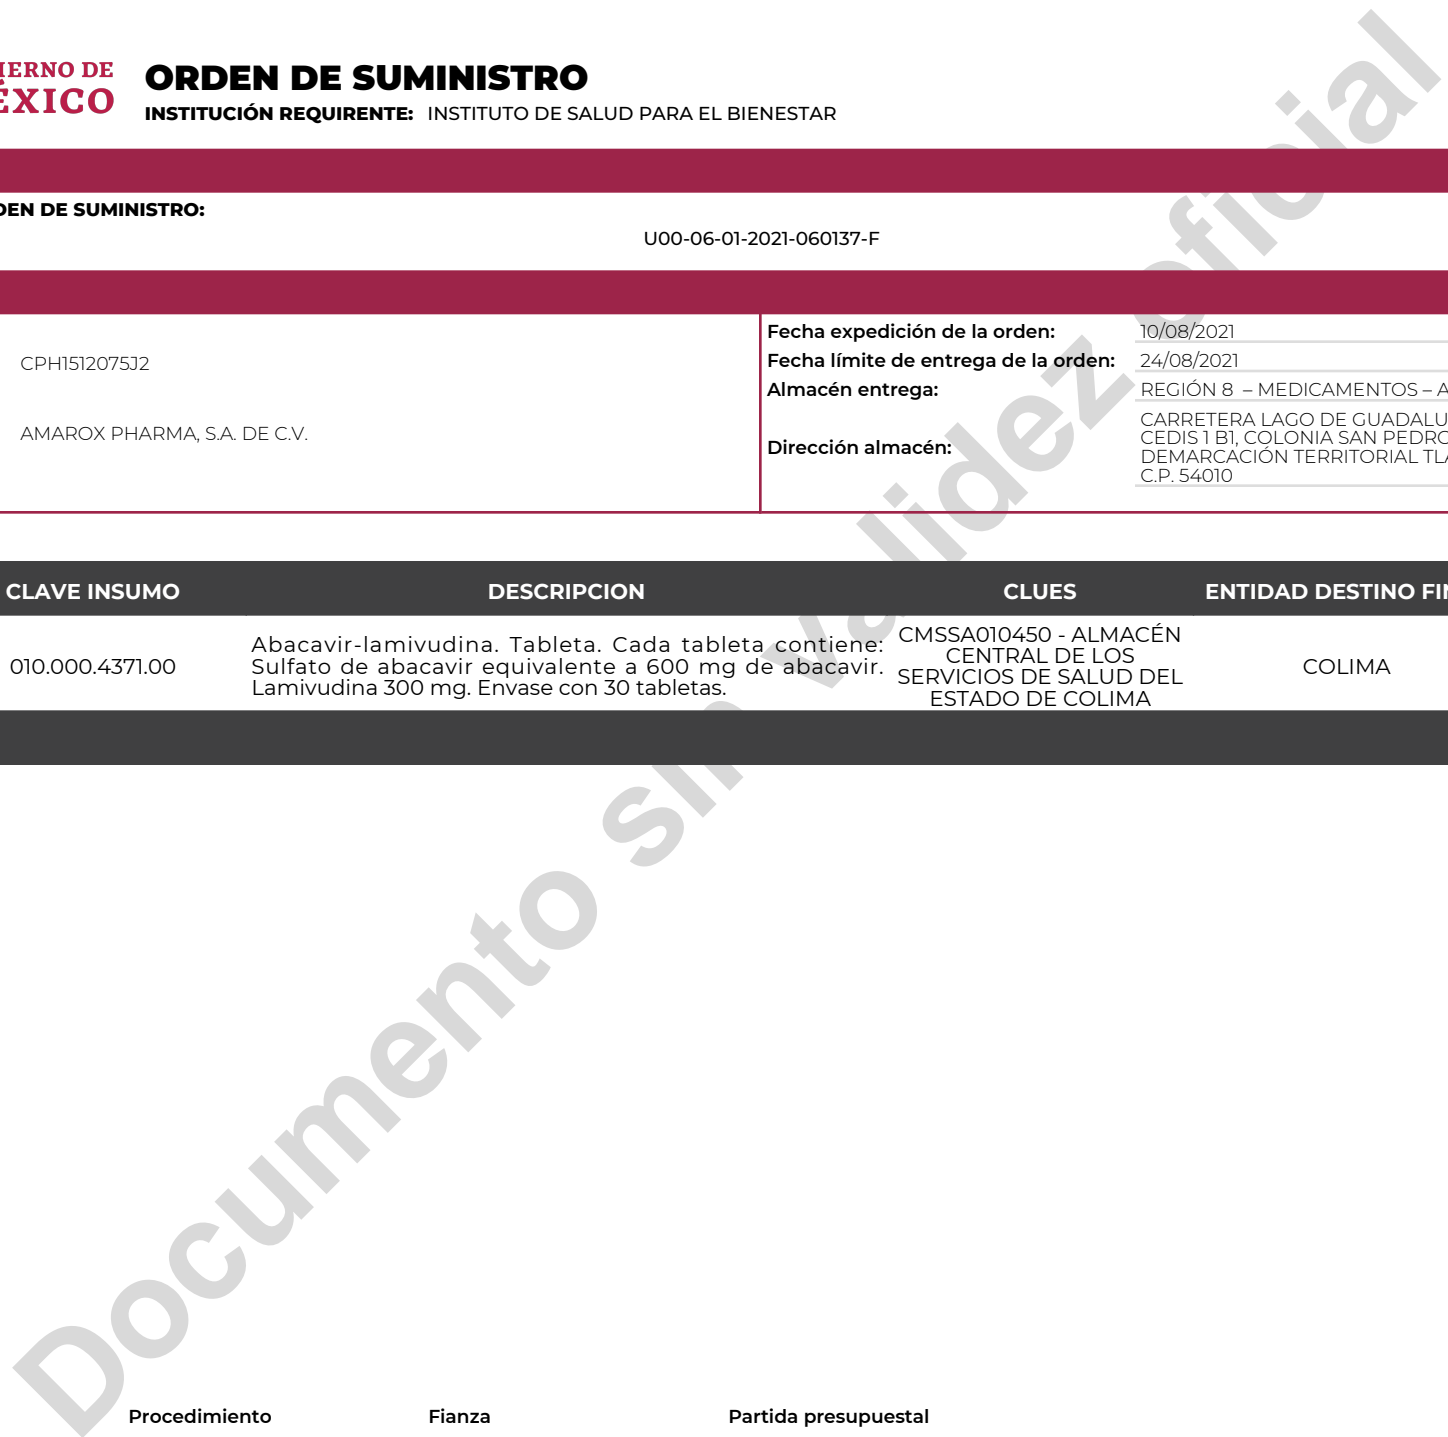 IERNO DE
ÉXICO
ORDEN DE SUMINISTRO
INSTITUCIÓN REQUIRENTE: INSTITUTO DE SALUD PARA EL BIENESTAR
DEN DE SUMINISTRO:
U00-06-01-2021-060137-F
CPH1512075J2
AMAROX PHARMA, S.A. DE C.V.
Fecha expedición de la orden: 10/08/2021
Fecha límite de entrega de la orden: 24/08/2021
Almacén entrega: REGIÓN 8 – MEDICAMENTOS – A
Dirección almacén:
CARRETERA LAGO DE GUADALU
CEDIS 1 B1, COLONIA SAN PEDRO
DEMARCACIÓN TERRITORIAL TLA
C.P. 54010
CLAVE INSUMO DESCRIPCION CLUES ENTIDAD DESTINO FIN
010.000.4371.00
Abacavir-lamivudina. Tableta. Cada tableta contiene:
Sulfato de abacavir equivalente a 600 mg de abacavir.
Lamivudina 300 mg. Envase con 30 tabletas.
CMSSA010450 - ALMACÉN
CENTRAL DE LOS
SERVICIOS DE SALUD DEL
ESTADO DE COLIMA
COLIMA
Documento sin validez oficial
Procedimiento Fianza Partida presupuestal